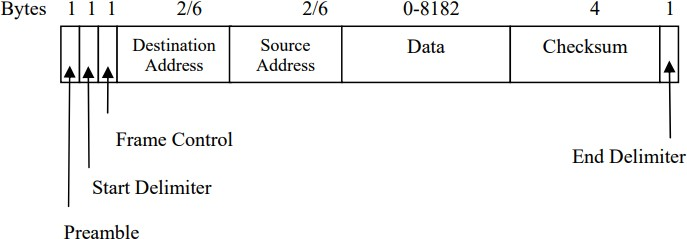 Bytes 1 1 1 2/6 2/6 0-8182 4 1
Destination Address
Source Address
Data
Checksum
Frame Control
End Delimiter
Start Delimiter
Preamble